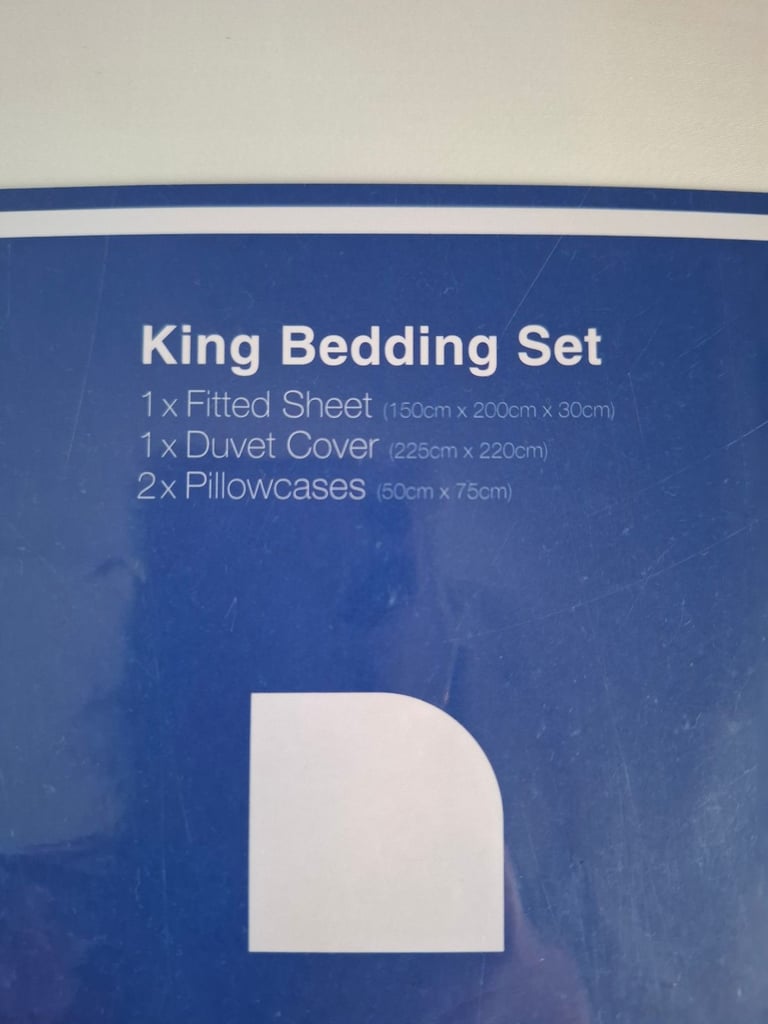 King Bedding Set
1 x Fitted Sheet (150cm x 200cm x 30cm)
1 x Duvet Cover (225cm x 220cm)
2 x Pillowcases (50cm x 75cm)